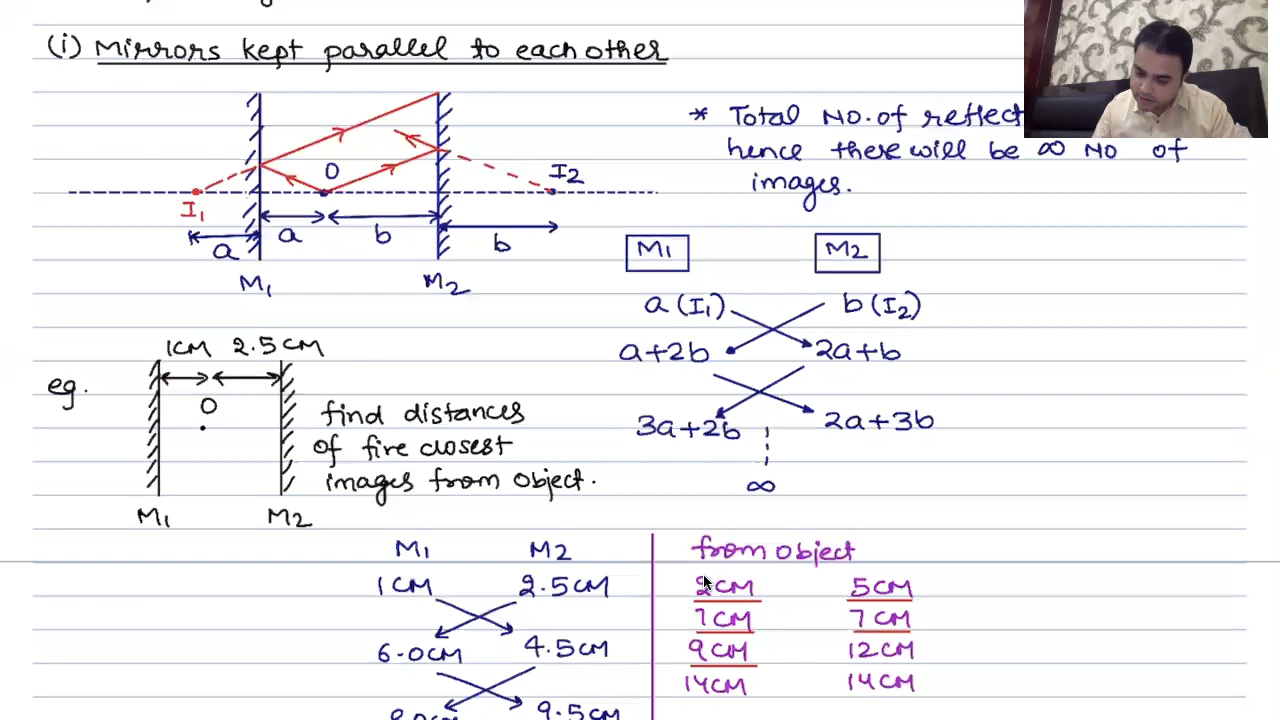 (i) Mirrors kept parallel to each other
* Total No. of reflect
hence there will be ∞ No of
images.
O
I1
I2
a
a
b
b
M1
M2
M1 M2
a (I1) b (I2)
a+2b 2a+b
3a+2b 2a+3b
∞
1CM 2.5CM
eg.
O
find distances
of five closest
images from object.
M1 M2
M1 M2
1CM 2.5CM
6.0CM 4.5CM
9.5CM
from object
2CM 5CM
7CM 7CM
9CM 12CM
14CM 14CM